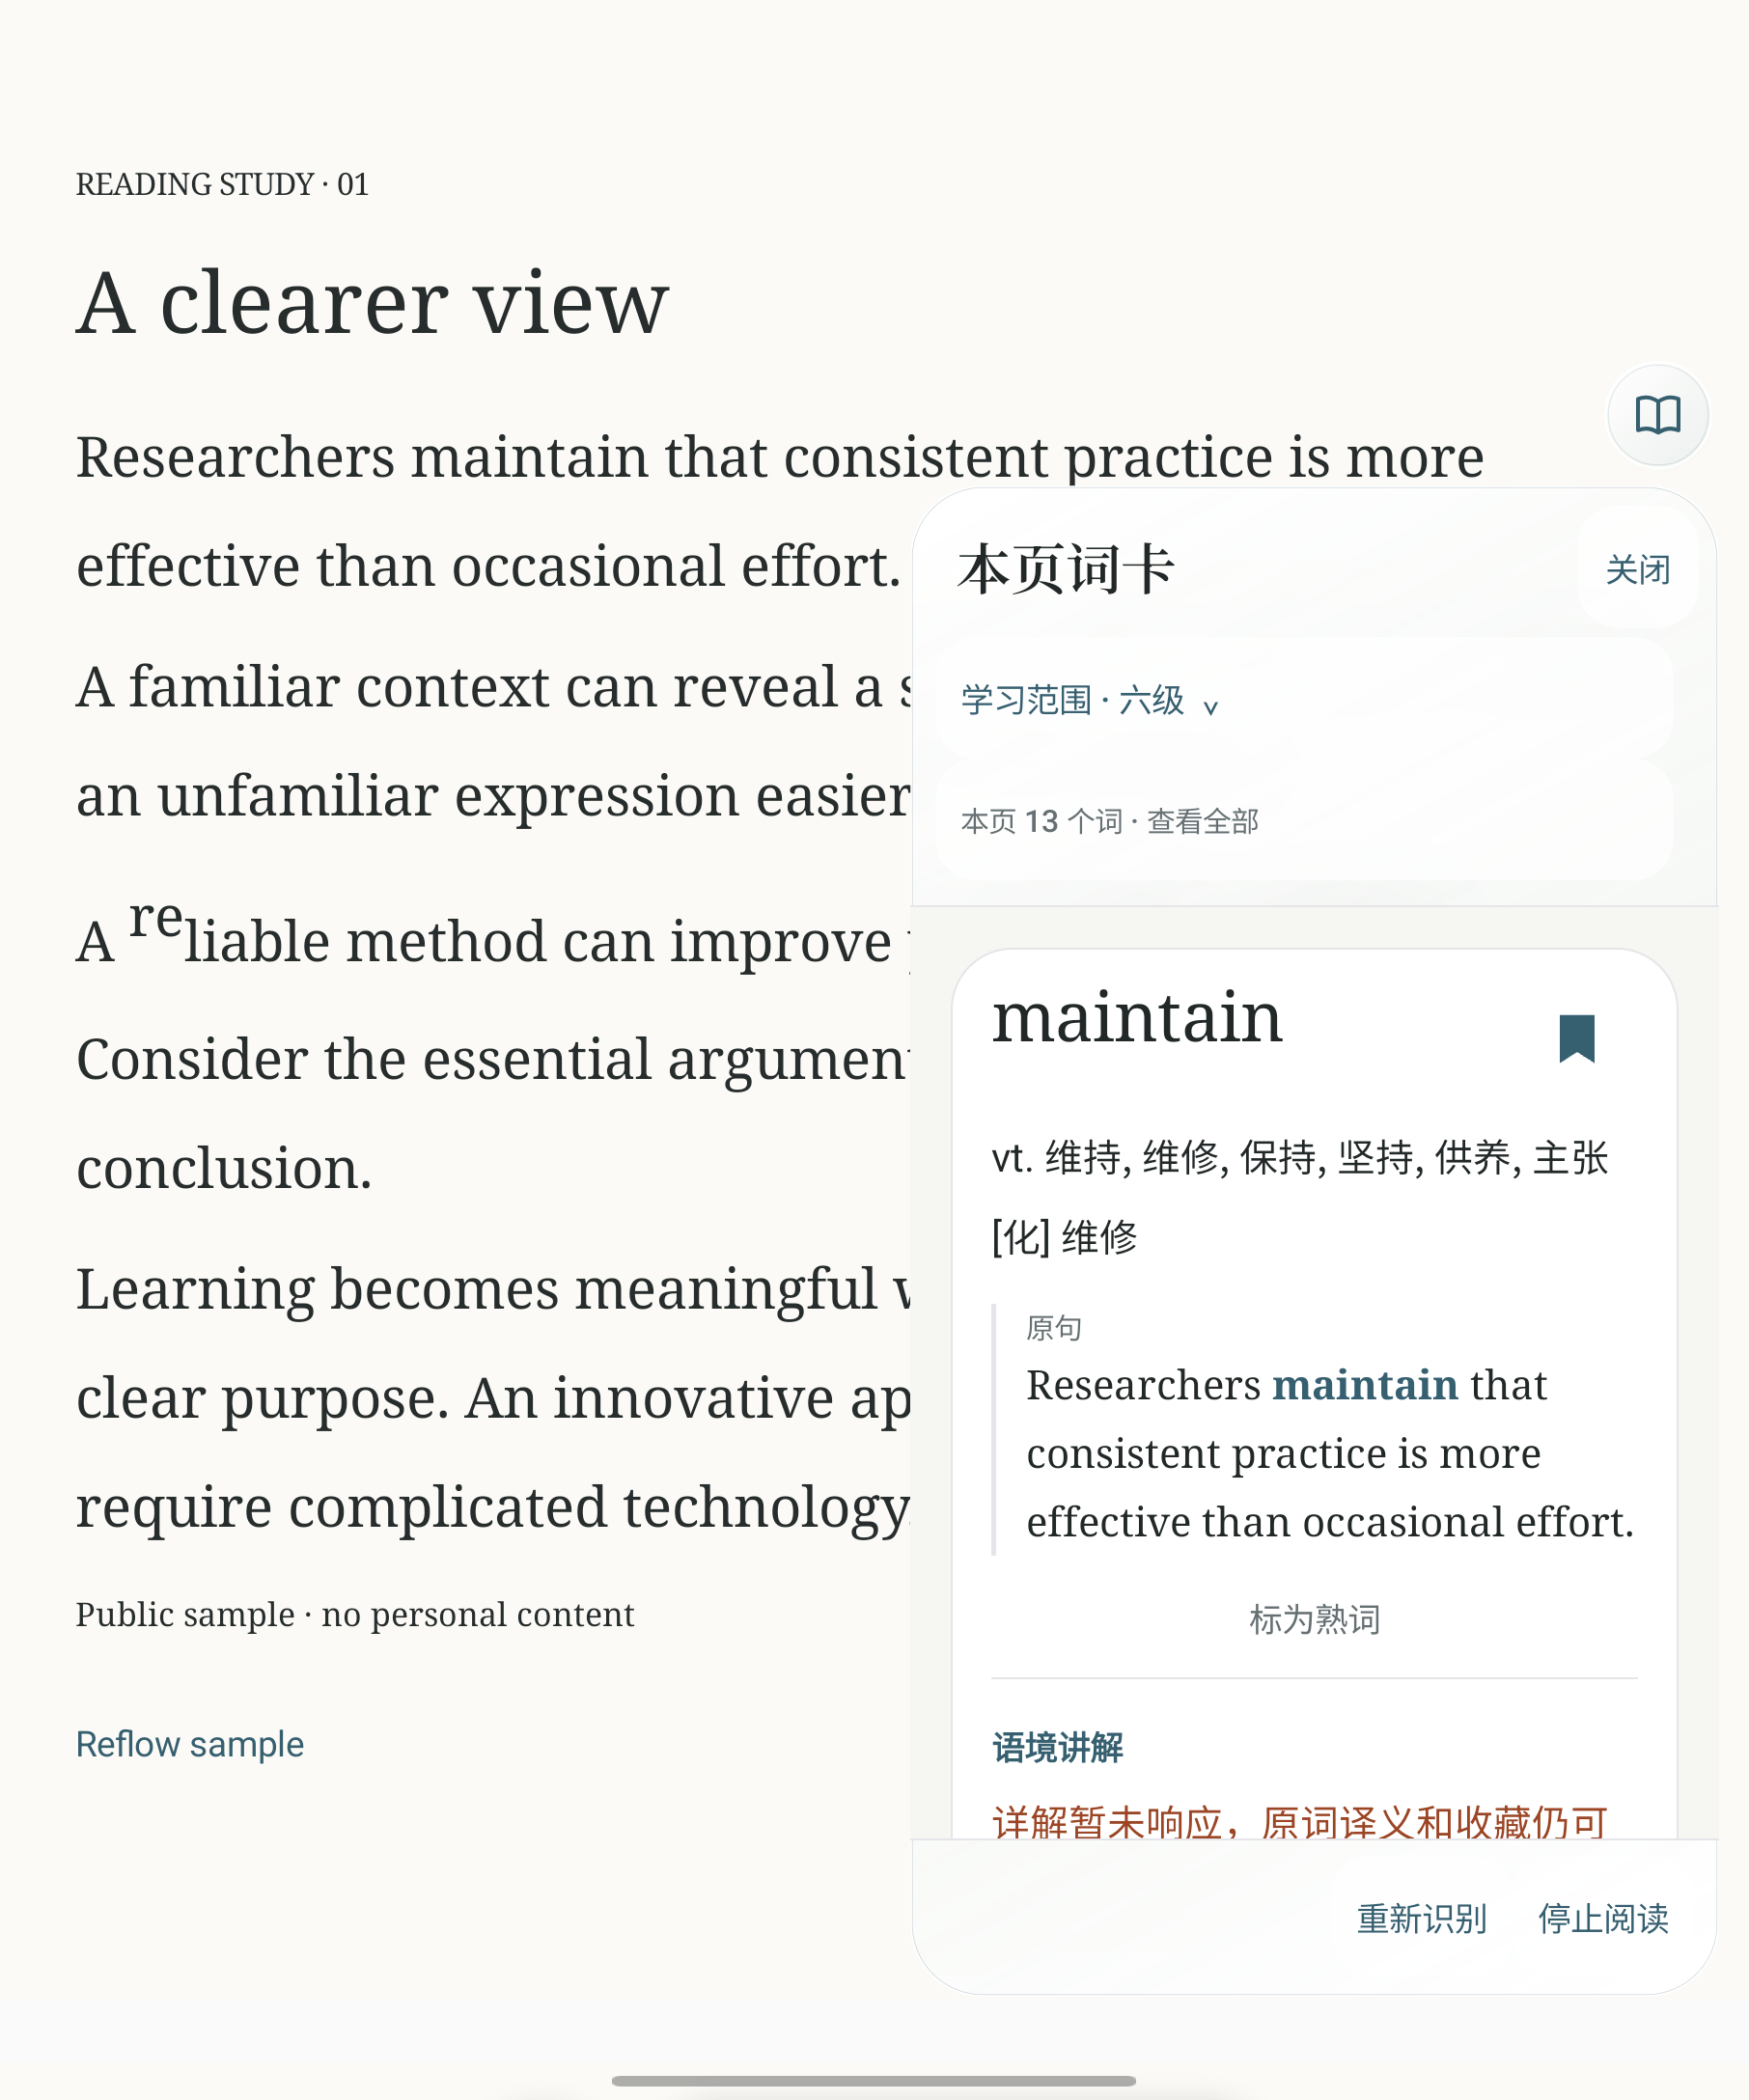 READING STUDY · 01
A clearer view
Researchers maintain that consistent practice is more
effective than occasional effort.
A familiar context can reveal a
an unfamiliar expression easier
A reliable method can improve
Consider the essential argument
conclusion.
Learning becomes meaningful
clear purpose. An innovative
require complicated technology.
Public sample · no personal content
Reflow sample
本页词卡
关闭
学习范围 · 六级
本页 13 个词 · 查看全部
maintain
vt. 维持, 维修, 保持, 坚持, 供养, 主张
[化] 维修
原句
Researchers maintain that
consistent practice is more
effective than occasional effort.
标为熟词
语境讲解
详解暂未响应，原词译义和收藏仍可
重新识别
停止阅读